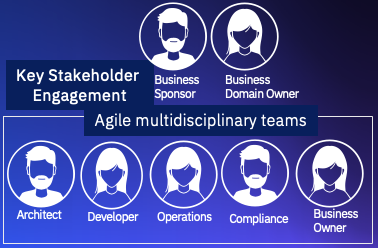 Key Stakeholder
Engagement
Business
Sponsor
Business
Domain Owner
Agile multidisciplinary teams
Architect
Developer
Operations
Compliance
Business
Owner